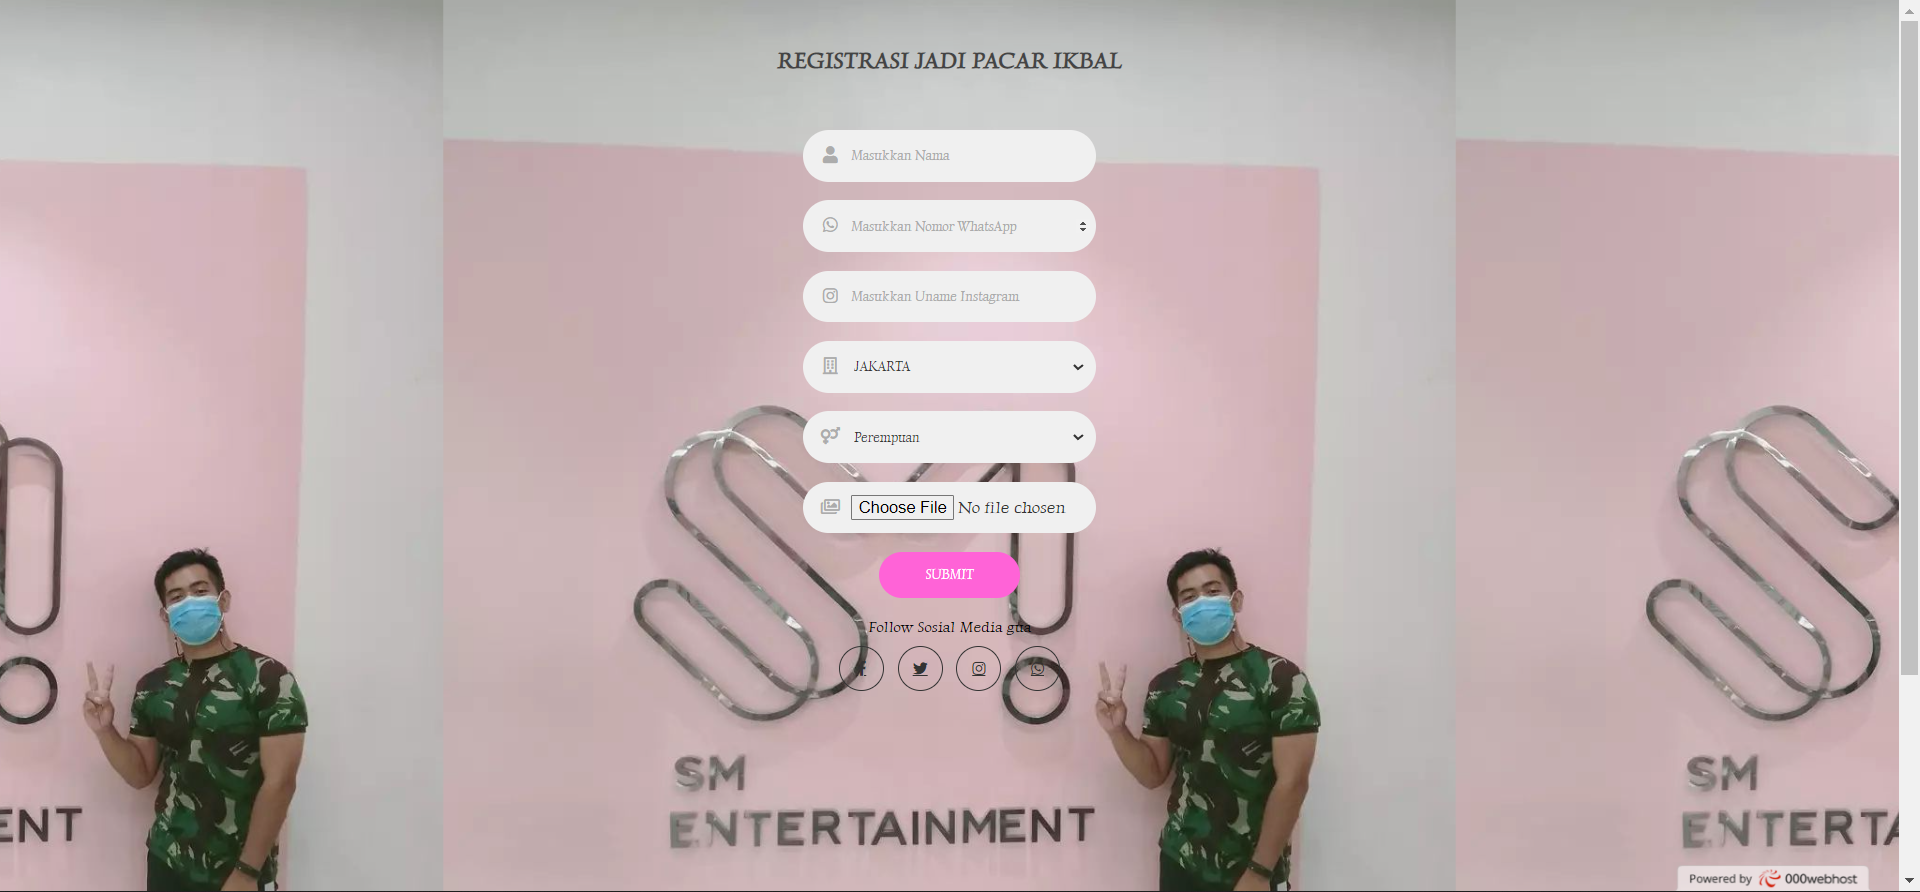 REGISTRASI JADI PACAR IKBAL
Masukkan Nama
Masukkan Nomor WhatsApp
Masukkan Uname Instagram
JAKARTA
Perempuan
Choose File No file chosen
SUBMIT
Follow Sosial Media gua
SM
ENTERTAINMENT
ENT
SM
ENTERTA
Powered by 000webhost